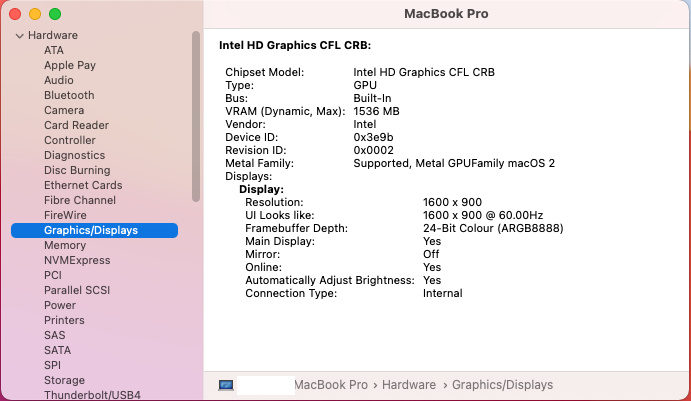 MacBook Pro
Hardware
ATA
Apple Pay
Audio
Bluetooth
Camera
Card Reader
Controller
Diagnostics
Disc Burning
Ethernet Cards
Fibre Channel
FireWire
Graphics/Displays
Memory
NVMExpress
PCI
Parallel SCSI
Power
Printers
SAS
SATA
SPI
Storage
Thunderbolt/USB4
Intel HD Graphics CFL CRB:
Chipset Model: Intel HD Graphics CFL CRB
Type: GPU
Bus: Built-In
VRAM (Dynamic, Max): 1536 MB
Vendor: Intel
Device ID: 0x3e9b
Revision ID: 0x0002
Metal Family: Supported, Metal GPUFamily macOS 2
Displays:
Display:
Resolution: 1600 x 900
UI Looks like: 1600 x 900 @ 60.00Hz
Framebuffer Depth: 24-Bit Colour (ARGB8888)
Main Display: Yes
Mirror: Off
Online: Yes
Automatically Adjust Brightness: Yes
Connection Type: Internal
MacBook Pro › Hardware › Graphics/Displays